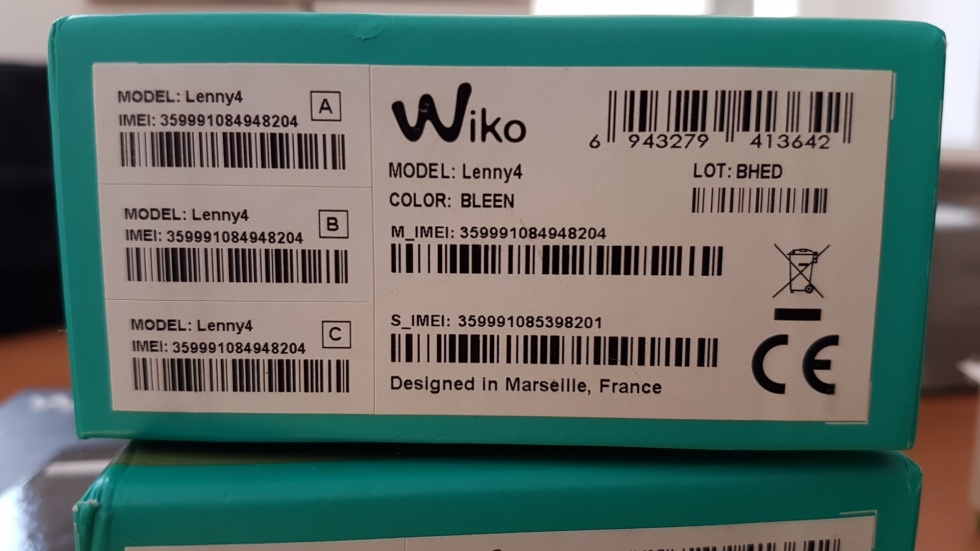 MODEL: Lenny4
IMEI: 359991084948204
A
MODEL: Lenny4
IMEI: 359991084948204
B
MODEL: Lenny4
IMEI: 359991084948204
C
Wiko
6 943279 413642
MODEL: Lenny4
LOT: BHED
COLOR: BLEEN
M_IMEI: 359991084948204
S_IMEI: 359991085398201
Designed in Marseille, France
CE